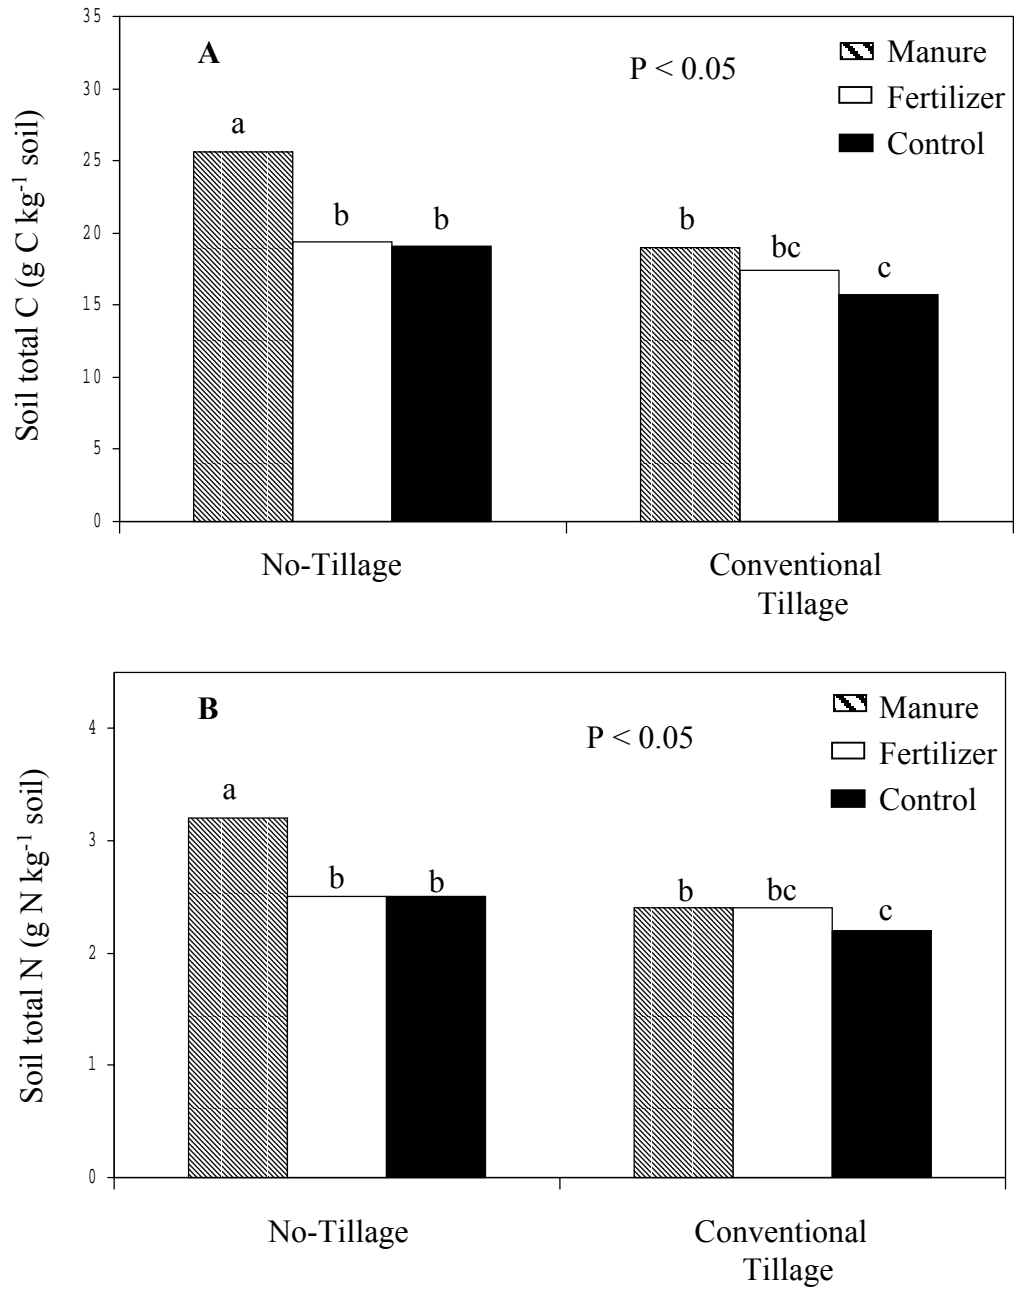 35
A
P < 0.05
Manure
Fertilizer
Control
30
25
20
15
10
5
0
Soil total C (g C kg⁻¹ soil)
a
b
b
b
bc
c
No-Tillage
Conventional
Tillage
B
P < 0.05
Manure
Fertilizer
Control
4
3
2
1
0
Soil total N (g N kg⁻¹ soil)
a
b
b
b
bc
c
No-Tillage
Conventional
Tillage